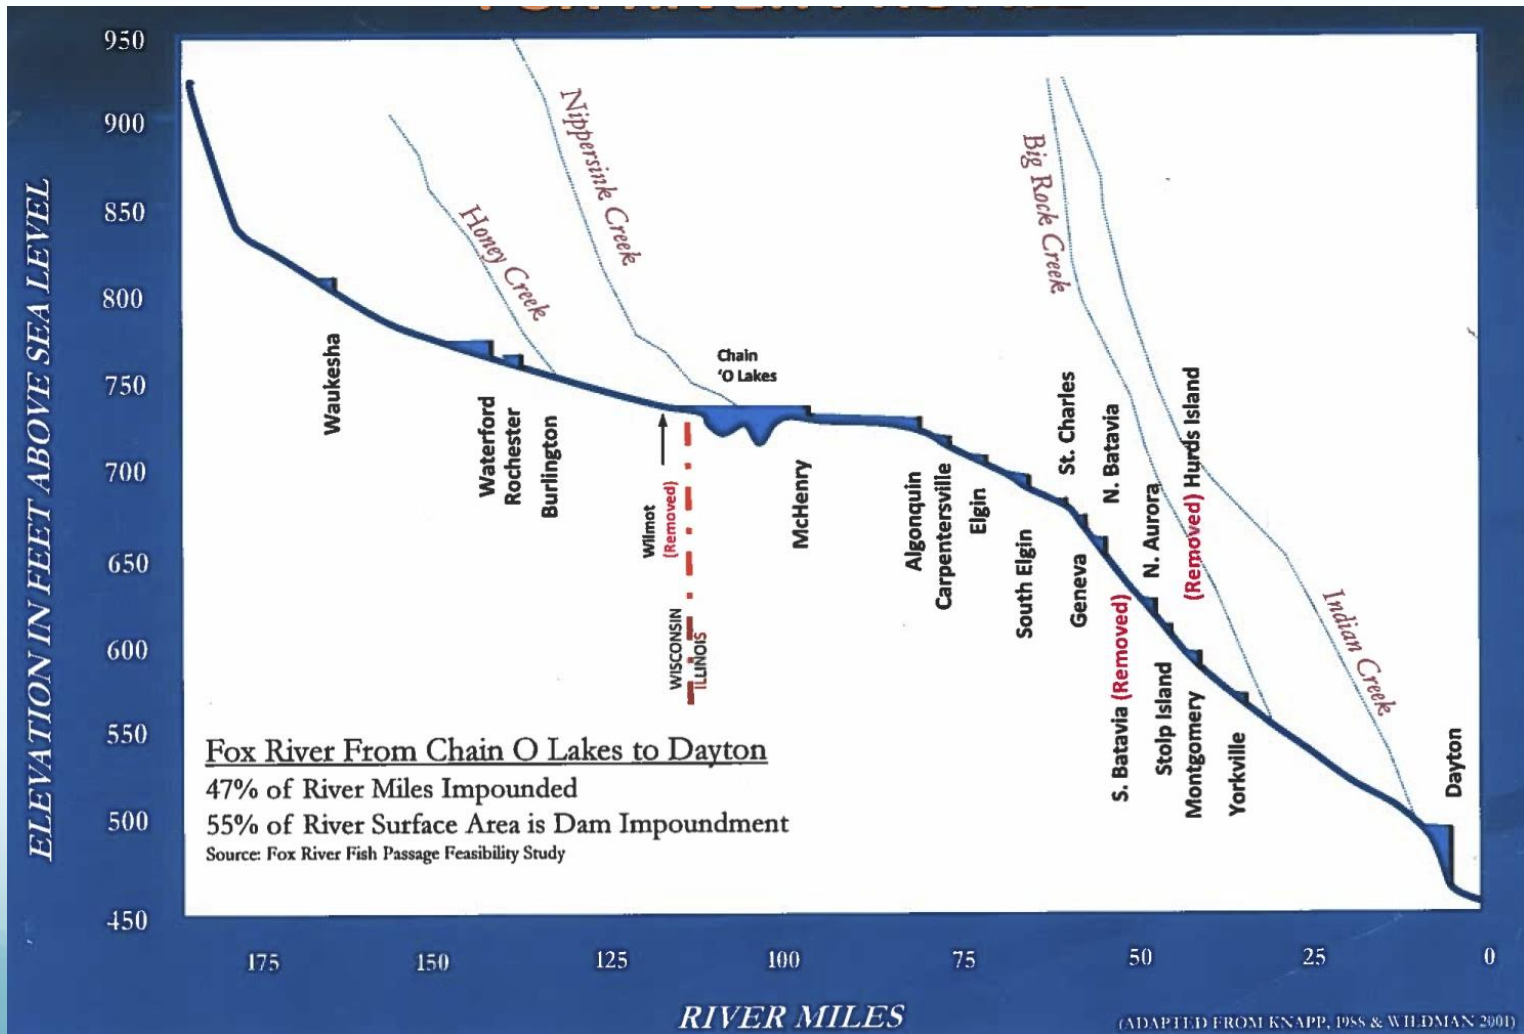 950
900
850
800
750
700
650
600
550
500
450
ELEVATION IN FEET ABOVE SEA LEVEL
Honey Creek
Nippersink Creek
Big Rock Creek
Indian Creek
Waukesha
Waterford
Rochester
Burlington
Wilmot
(Removed)
WISCONSIN
ILLINOIS
Chain
'O Lakes
McHenry
Algonquin
Carpentersville
Elgin
South Elgin
St. Charles
Geneva
N. Batavia
S. Batavia (Removed)
N. Aurora
Stolp Island
(Removed) Hurds Island
Montgomery
Yorkville
Dayton
Fox River From Chain O Lakes to Dayton
47% of River Miles Impounded
55% of River Surface Area is Dam Impoundment
Source: Fox River Fish Passage Feasibility Study
175 150 125 100 75 50 25 0
RIVER MILES
(ADAPTED FROM KNAPP, 1988 & WILDMAN 2001)